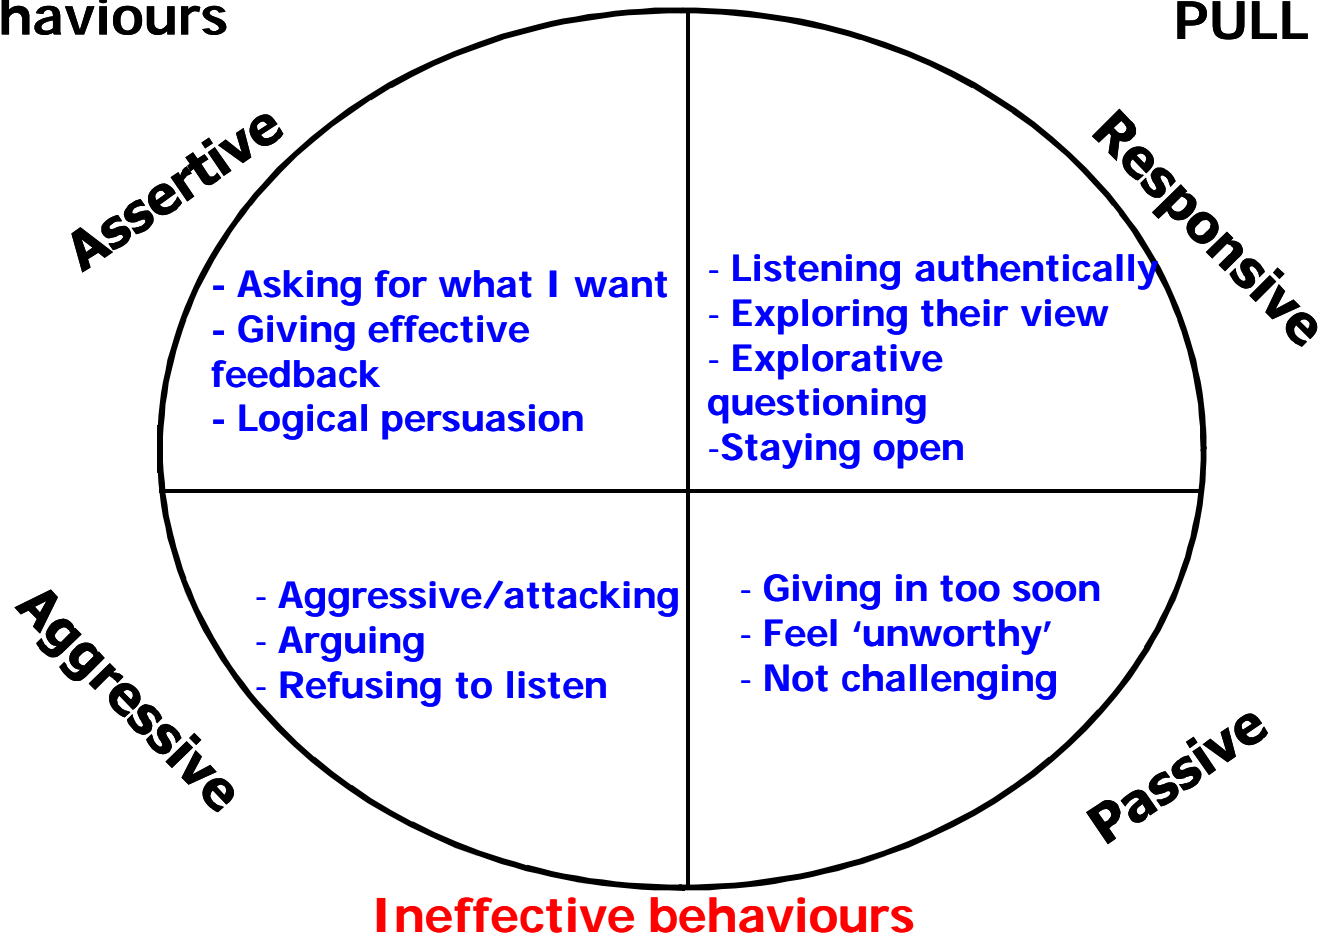 haviours
PULL
Assertive
Responsive
- Asking for what I want
- Giving effective
feedback
- Logical persuasion
- Listening authentically
- Exploring their view
- Explorative
questioning
-Staying open
Aggressive
- Aggressive/attacking
- Arguing
- Refusing to listen
- Giving in too soon
- Feel ‘unworthy’
- Not challenging
Passive
Ineffective behaviours